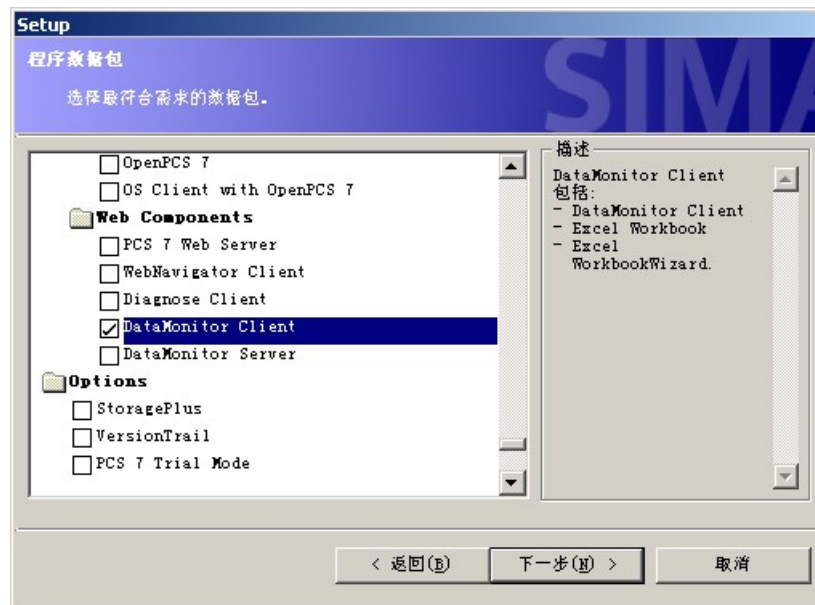 Setup
程序数据包
选择最符合需求的数据包。
SIMA
OpenPCS 7
OS Client with OpenPCS 7
Web Components
PCS 7 Web Server
WebNavigator Client
Diagnose Client
DataMonitor Client
DataMonitor Server
Options
StoragePlus
VersionTrail
PCS 7 Trial Mode
描述
DataMonitor Client
包括:
- DataMonitor Client
- Excel Workbook
- Excel
WorkbookWizard.
< 返回(B)
下一步(N) >
取消